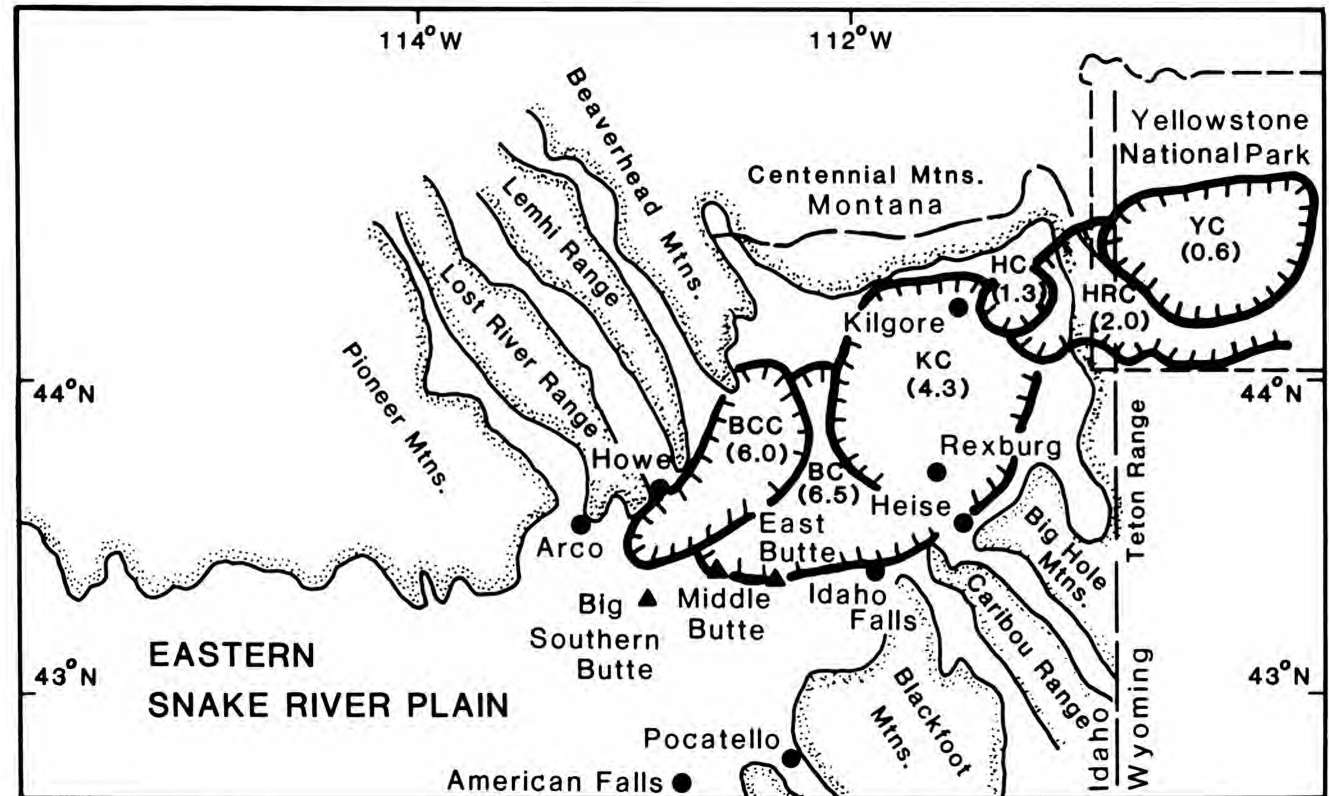 114°W
112°W
Beaverhead Mtns.
Lemhi Range
Lost River Range
Pioneer Mtns.
Centennial Mtns.
Montana
Yellowstone
National Park
YC
(0.6)
HC
(1.3)
HRC
(2.0)
Kilgore
KC
(4.3)
44°N
44°N
BCC
(6.0)
BC
(6.5)
Rexburg
Howe
Heise
Arco
East
Butte
Big Hole
Mtns.
Teton Range
Big
Southern
Butte
Middle
Butte
Idaho
Falls
Caribou Range
EASTERN
SNAKE RIVER PLAIN
43°N
43°N
Blackfoot
Mtns.
Idaho
Wyoming
Pocatello
American Falls